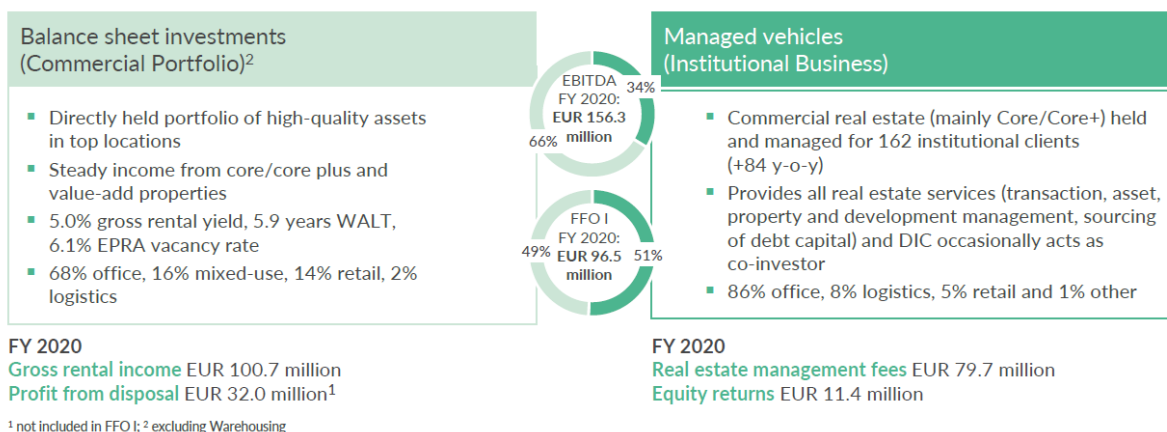 Balance sheet investments
(Commercial Portfolio)²
▪ Directly held portfolio of high-quality assets
in top locations
▪ Steady income from core/core plus and
value-add properties
▪ 5.0% gross rental yield, 5.9 years WALT,
6.1% EPRA vacancy rate
▪ 68% office, 16% mixed-use, 14% retail, 2%
logistics
FY 2020
Gross rental income EUR 100.7 million
Profit from disposal EUR 32.0 million¹
¹ not included in FFO I; ² excluding Warehousing
EBITDA
FY 2020:
EUR 156.3
million
34%
66%
FFO I
FY 2020:
EUR 96.5
million
49%
51%
Managed vehicles
(Institutional Business)
▪ Commercial real estate (mainly Core/Core+) held
and managed for 162 institutional clients
(+84 y-o-y)
▪ Provides all real estate services (transaction, asset,
property and development management, sourcing
of debt capital) and DIC occasionally acts as
co-investor
▪ 86% office, 8% logistics, 5% retail and 1% other
FY 2020
Real estate management fees EUR 79.7 million
Equity returns EUR 11.4 million